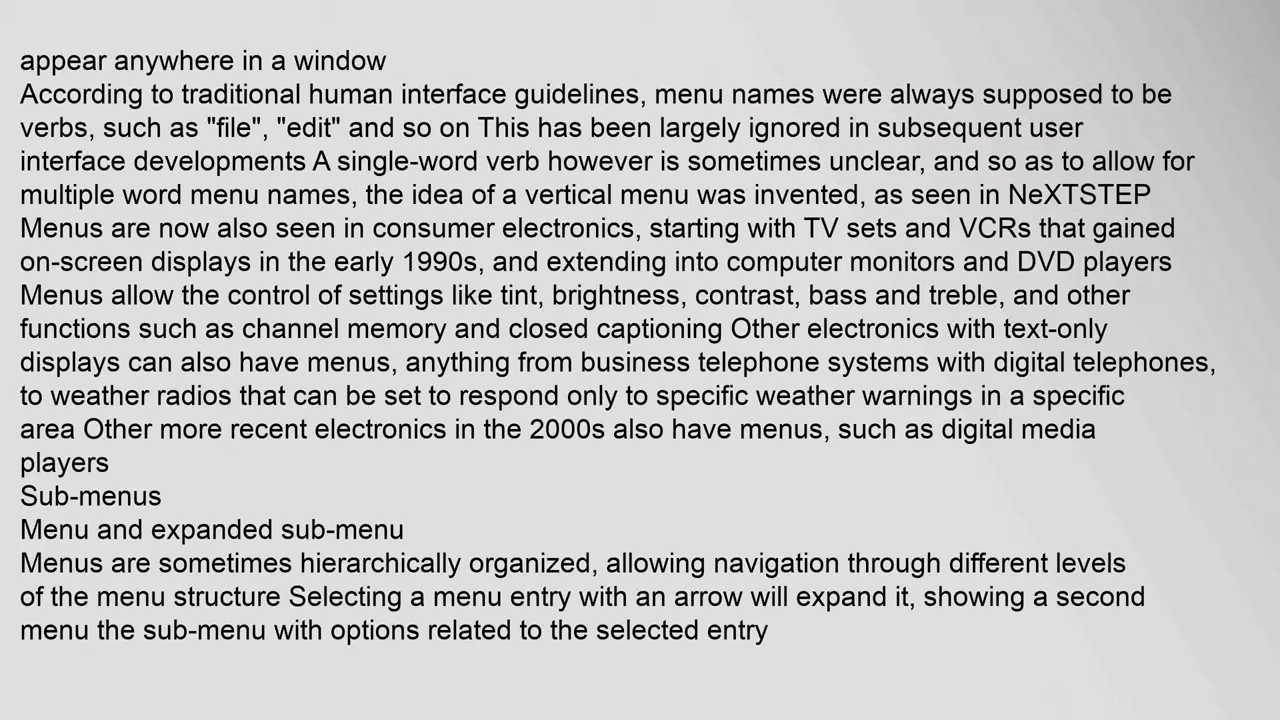 appear anywhere in a window
According to traditional human interface guidelines, menu names were always supposed to be
verbs, such as "file", "edit" and so on This has been largely ignored in subsequent user
interface developments A single-word verb however is sometimes unclear, and so as to allow for
multiple word menu names, the idea of a vertical menu was invented, as seen in NeXTSTEP
Menus are now also seen in consumer electronics, starting with TV sets and VCRs that gained
on-screen displays in the early 1990s, and extending into computer monitors and DVD players
Menus allow the control of settings like tint, brightness, contrast, bass and treble, and other
functions such as channel memory and closed captioning Other electronics with text-only
displays can also have menus, anything from business telephone systems with digital telephones,
to weather radios that can be set to respond only to specific weather warnings in a specific
area Other more recent electronics in the 2000s also have menus, such as digital media
players
Sub-menus
Menu and expanded sub-menu
Menus are sometimes hierarchically organized, allowing navigation through different levels
of the menu structure Selecting a menu entry with an arrow will expand it, showing a second
menu the sub-menu with options related to the selected entry